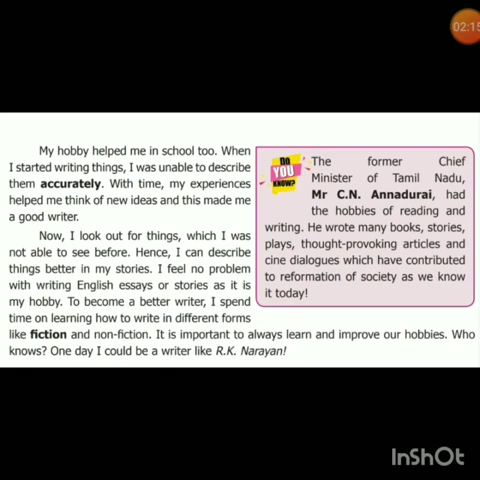 02:15
My hobby helped me in school too. When
I started writing things, I was unable to describe
them accurately. With time, my experiences
helped me think of new ideas and this made me
a good writer.
Now, I look out for things, which I was
not able to see before. Hence, I can describe
things better in my stories. I feel no problem
with writing English essays or stories as it is
my hobby. To become a better writer, I spend
time on learning how to write in different forms
like fiction and non-fiction. It is important to always learn and improve our hobbies. Who
knows? One day I could be a writer like R.K. Narayan!
DO
YOU
KNOW?
The former Chief
Minister of Tamil Nadu,
Mr C.N. Annadurai, had
the hobbies of reading and
writing. He wrote many books, stories,
plays, thought-provoking articles and
cine dialogues which have contributed
to reformation of society as we know
it today!
InShOt